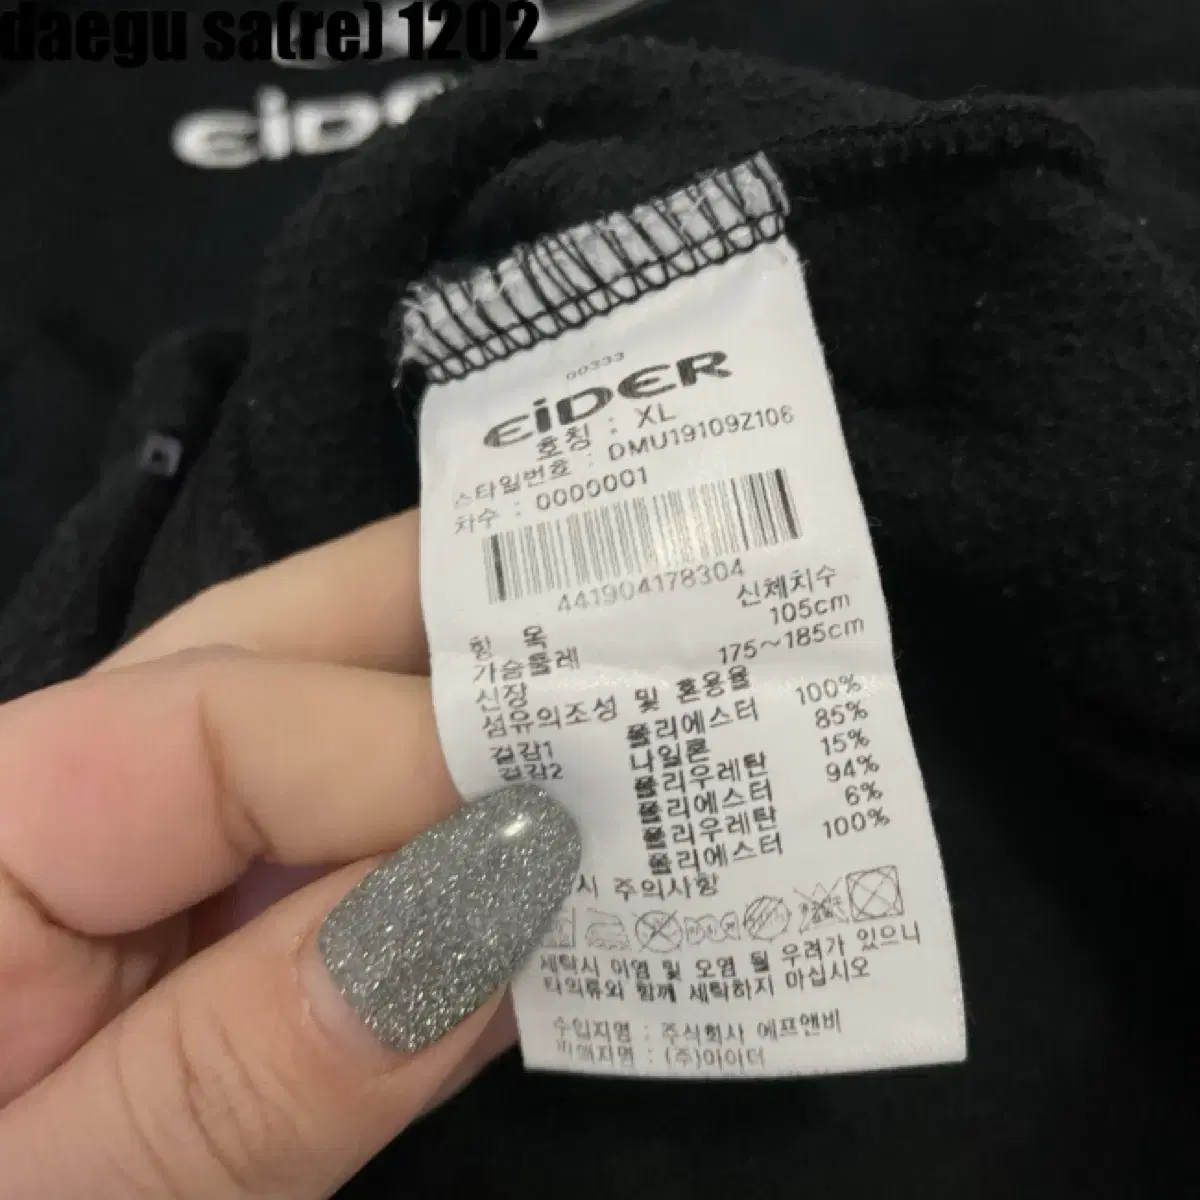 daegu sa(re) 1202
EiDER
00333
EiDER
호칭 : XL
스타일번호 : DMU19109Z106
차수 : 0000001
441904178304
항 목 신체치수
가슴둘레 105cm
신장 175~185cm
섬유의조성 및 혼용율
겉감1 폴리에스터 100%
겉감2 나일론 85%
폴리우레탄 15%
폴리에스터 94%
폴리우레탄 6%
폴리에스터 100%
시 주의사항
세탁시 이염 및 오염 될 우려가 있으니
타의류와 함께 세탁하지 마십시오
수입자명 : 주식회사 에프앤비
판매자명 : (주)아이더